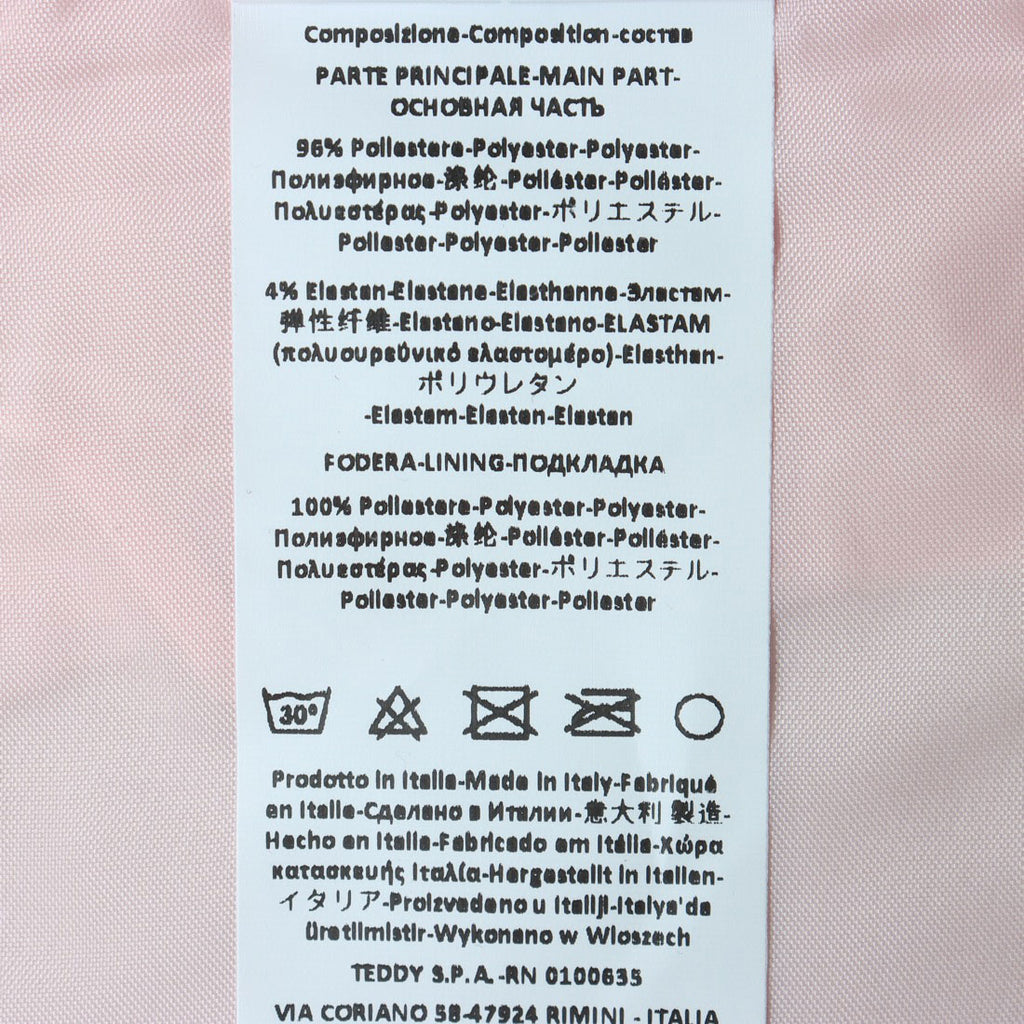 Composizione-Composition-состав
PARTE PRINCIPALE-MAIN PART-
ОСНОВНАЯ ЧАСТЬ
96% Poliestere-Polyester-Polyester-
Полиэфирное-涤纶-Poliéster-Poliéster-
Πολυεστέρας-Polyester-ポリエステル-
Poliester-Polyester-Poliester
4% Elastan-Elastane-Elasthanne-Эластам-
弹性纤维-Elastano-Elastano-ELASTAM
(πολυουρεθνικό ελαστομέρο)-Elasthan-
ポリウレタン
-Elastam-Elastan-Elastan
FODERA-LINING-ПОДКЛАДКА
100% Poliestere-Polyester-Polyester-
Полиэфирное-涤纶-Poliéster-Poliéster-
Πολυεστέρας-Polyester-ポリエステル-
Poliester-Polyester-Poliester
30°
Prodotto in Italia-Made in Italy-Fabriqué
en Italie-Сделано в Италии-意大利 製造-
Hecho en Italia-Fabricado em Itália-Χώρα
κατασκευής Ιταλία-Hergestellt in Italien-
イタリア-Proizvedeno u Italiji-Italya'da
üretilmistir-Wykonano w Wloszech
TEDDY S.P.A.-RN 0100635
VIA CORIANO 58-47924 RIMINI - ITALIA